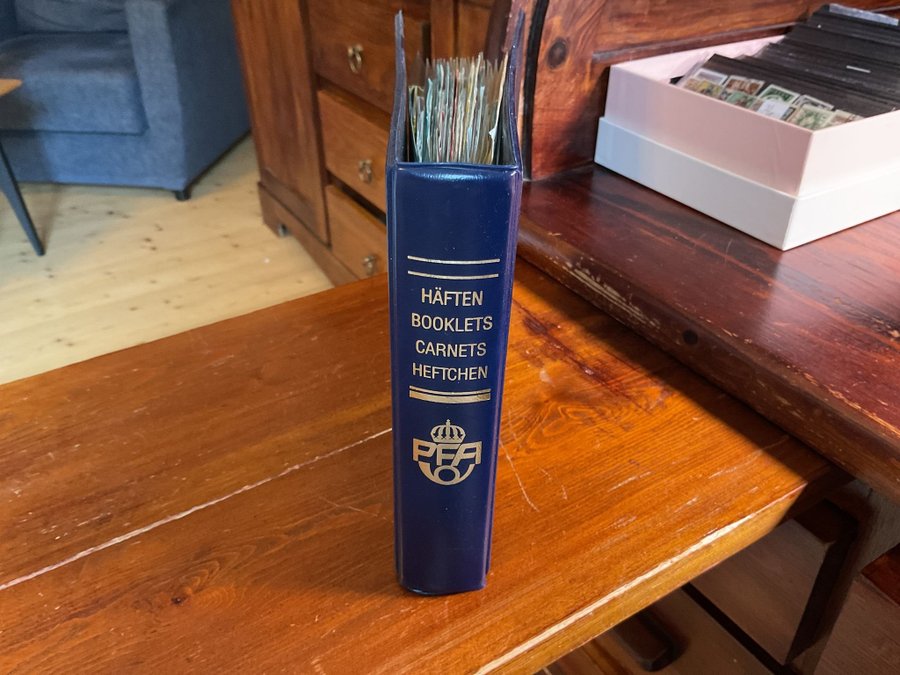 HÄFTEN
BOOKLETS
CARNETS
HEFTCHEN
PFA